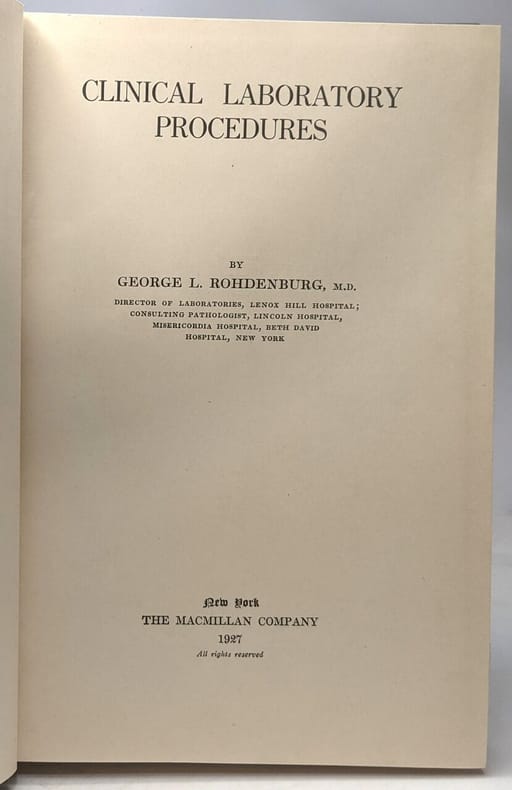 CLINICAL LABORATORY
PROCEDURES
BY
GEORGE L. ROHDENBURG, M.D.
DIRECTOR OF LABORATORIES, LENOX HILL HOSPITAL;
CONSULTING PATHOLOGIST, LINCOLN HOSPITAL,
MISERICORDIA HOSPITAL, BETH DAVID
HOSPITAL, NEW YORK
New York
THE MACMILLAN COMPANY
1927
All rights reserved